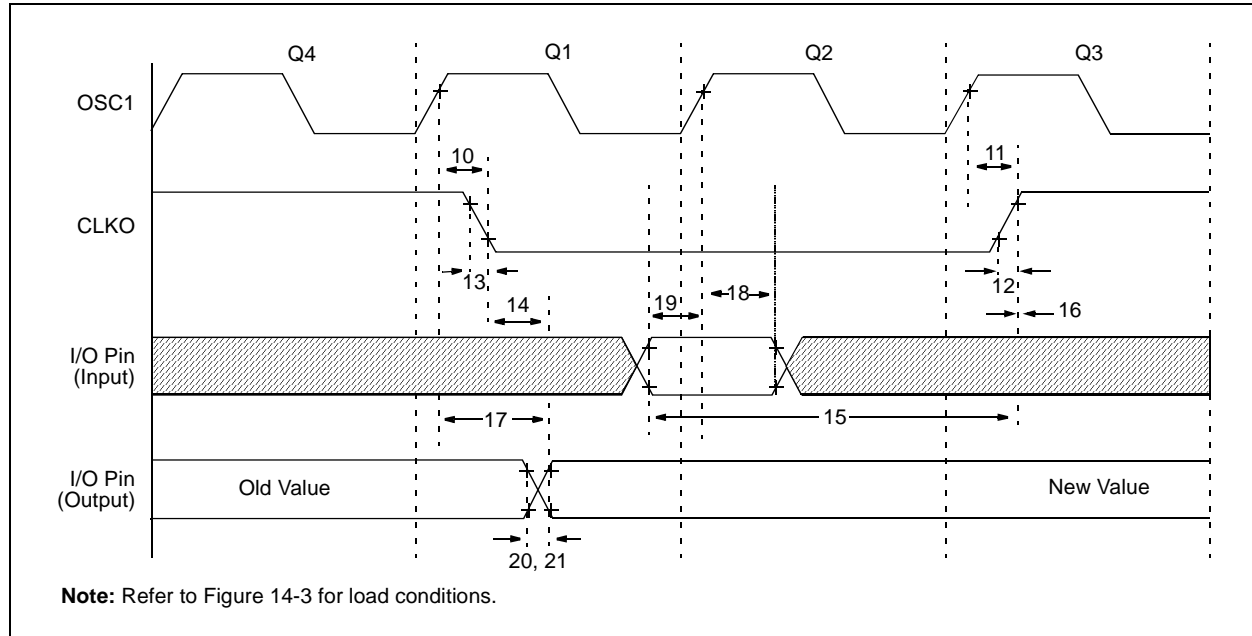 Q4 Q1 Q2 Q3
OSC1
10 11
CLKO
13 12
14 19 18 16
I/O Pin
(Input)
17 15
I/O Pin
(Output)
Old Value New Value
20, 21
Note: Refer to Figure 14-3 for load conditions.